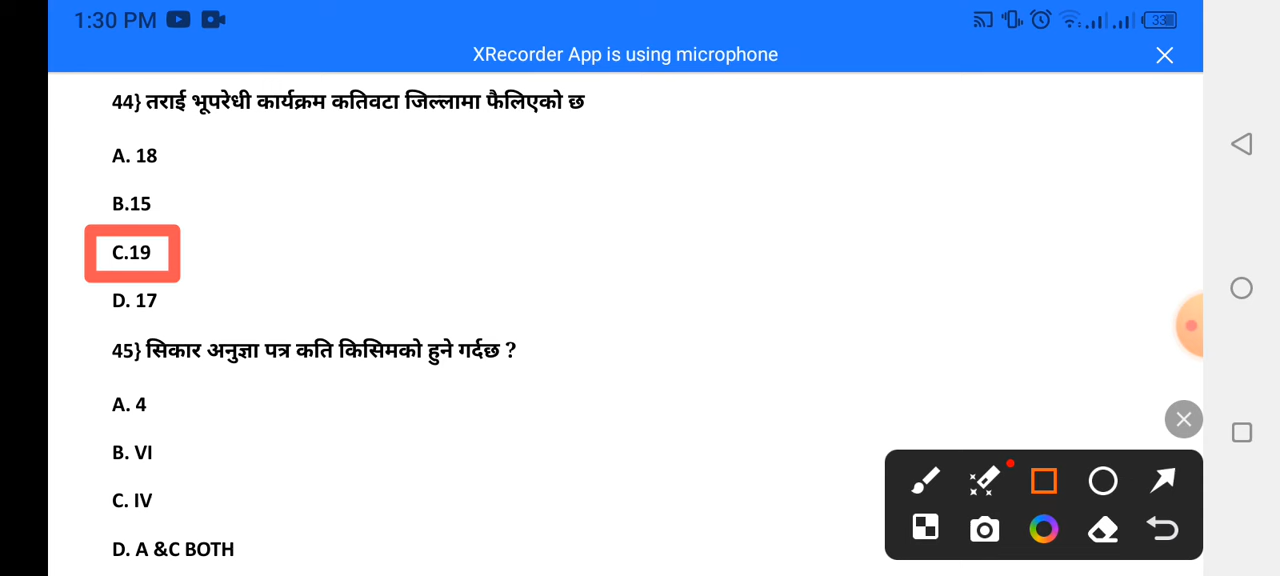 1:30 PM
33
XRecorder App is using microphone
44} तराई भूपरेधी कार्यक्रम कतिवटा जिल्लामा फैलिएको छ
A. 18
B.15
C.19
D. 17
45} सिकार अनुज्ञा पत्र कति किसिमको हुने गर्दछ ?
A. 4
B. VI
C. IV
D. A &C BOTH